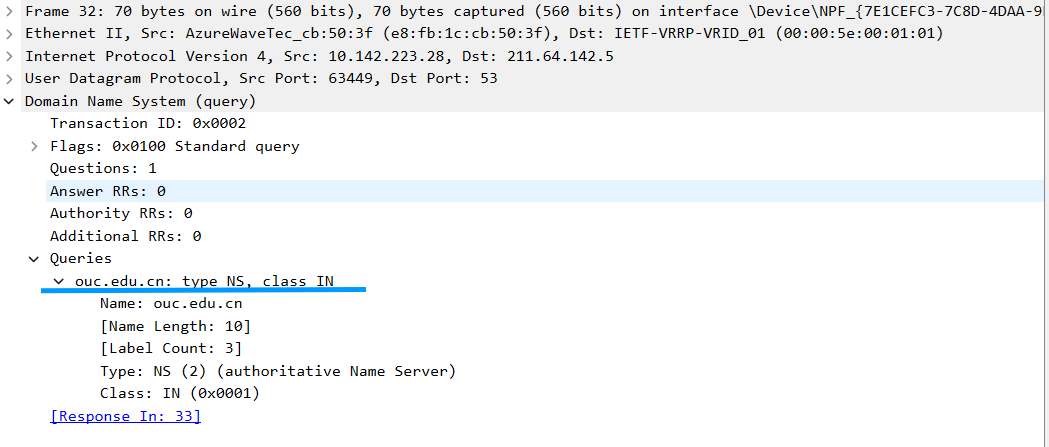 Frame 32: 70 bytes on wire (560 bits), 70 bytes captured (560 bits) on interface \Device\NPF_{7E1CEFC3-7C8D-4DAA-9
Ethernet II, Src: AzureWaveTec_cb:50:3f (e8:fb:1c:cb:50:3f), Dst: IETF-VRRP-VRID_01 (00:00:5e:00:01:01)
Internet Protocol Version 4, Src: 10.142.223.28, Dst: 211.64.142.5
User Datagram Protocol, Src Port: 63449, Dst Port: 53
Domain Name System (query)
Transaction ID: 0x0002
Flags: 0x0100 Standard query
Questions: 1
Answer RRs: 0
Authority RRs: 0
Additional RRs: 0
Queries
ouc.edu.cn: type NS, class IN
Name: ouc.edu.cn
[Name Length: 10]
[Label Count: 3]
Type: NS (2) (authoritative Name Server)
Class: IN (0x0001)
[Response In: 33]